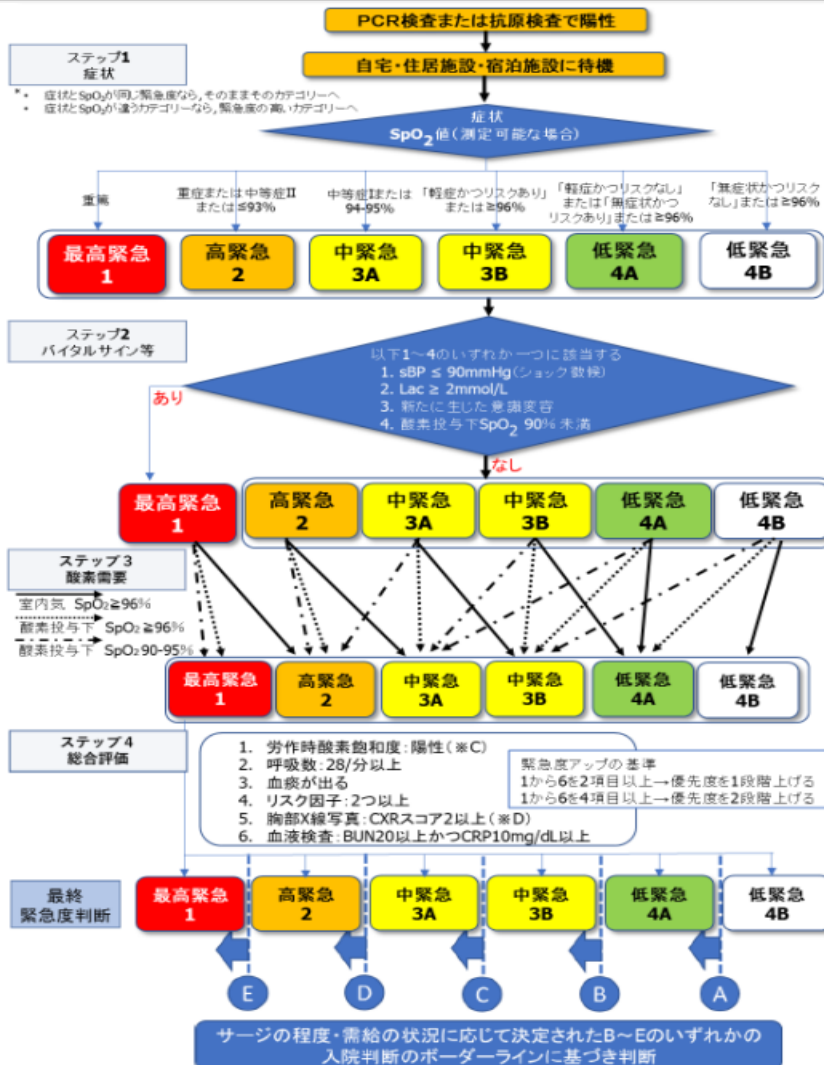 PCR検査または抗原検査で陽性
自宅・住居施設・宿泊施設に待機
ステップ1
症状
*・ 症状とSpO₂が同じ緊急度なら,そのままそのカテゴリーへ
・ 症状とSpO₂が違うカテゴリーなら,緊急度の高いカテゴリーへ
症状
SpO₂値(測定可能な場合)
重篤
重症または中等症II
または≦93%
中等症Iまたは
94-95%
「軽症かつリスクあり」
または≧96%
「軽症かつリスクなし」
または「無症状かつ
リスクあり」または≧96%
「無症状かつリスク
なし」または≧96%
最高緊急
1
高緊急
2
中緊急
3A
中緊急
3B
低緊急
4A
低緊急
4B
ステップ2
バイタルサイン等
以下1～4のいずれか一つに該当する
1. sBP ≤ 90mmHg(ショック徴候)
2. Lac ≥ 2mmol/L
3. 新たに生じた意識変容
4. 酸素投与下SpO₂ 90% 未満
あり
なし
最高緊急
1
高緊急
2
中緊急
3A
中緊急
3B
低緊急
4A
低緊急
4B
ステップ3
酸素需要
室内気 SpO₂≧96%
酸素投与下 SpO₂≧96%
酸素投与下 SpO₂90-95%
最高緊急
1
高緊急
2
中緊急
3A
中緊急
3B
低緊急
4A
低緊急
4B
ステップ4
総合評価
1. 労作時酸素飽和度:陽性(※C)
2. 呼吸数:28/分以上
3. 血痰が出る
4. リスク因子:2つ以上
5. 胸部X線写真:CXRスコア2以上(※D)
6. 血液検査:BUN20以上かつCRP10mg/dL以上
緊急度アップの基準
1から6を2項目以上→優先度を1段階上げる
1から6を4項目以上→優先度を2段階上げる
最終
緊急度判断
最高緊急
1
高緊急
2
中緊急
3A
中緊急
3B
低緊急
4A
低緊急
4B
E
D
C
B
A
サージの程度・需給の状況に応じて決定されたB～Eのいずれかの
入院判断のボーダーラインに基づき判断